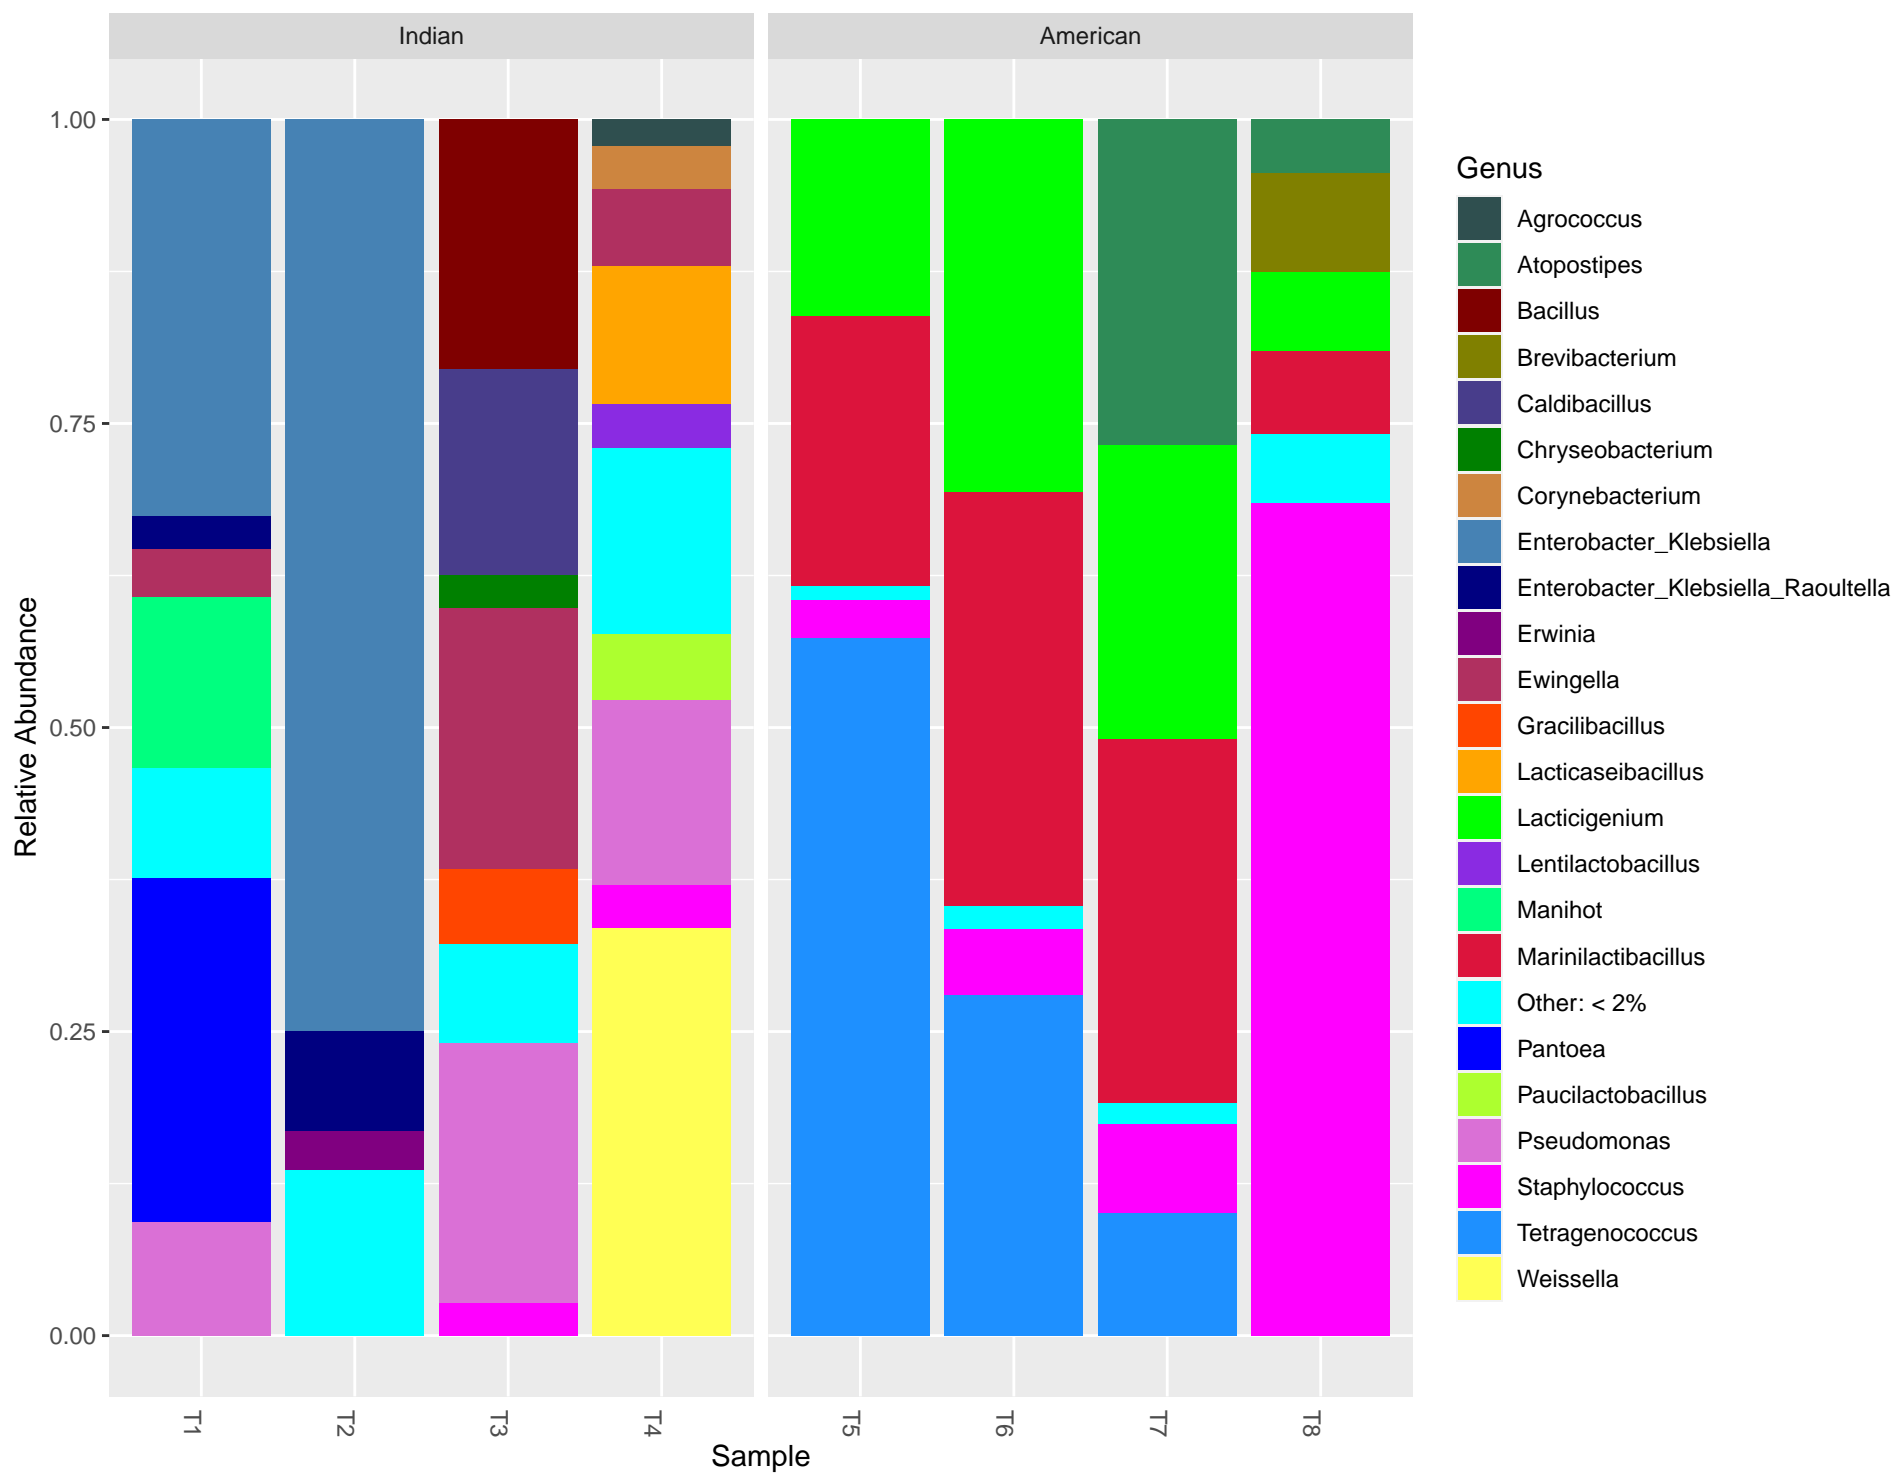 Indian
American
Relative Abundance
1.00
0.75
0.50
0.25
0.00
T1
T2
T3
T4
T5
T6
T7
T8
Sample
Genus
Agrococcus
Atopostipes
Bacillus
Brevibacterium
Caldibacillus
Chryseobacterium
Corynebacterium
Enterobacter_Klebsiella
Enterobacter_Klebsiella_Raoultella
Erwinia
Ewingella
Gracilibacillus
Lacticaseibacillus
Lacticigenium
Lentilactobacillus
Manihot
Marinilactibacillus
Other: < 2%
Pantoea
Paucilactobacillus
Pseudomonas
Staphylococcus
Tetragenococcus
Weissella